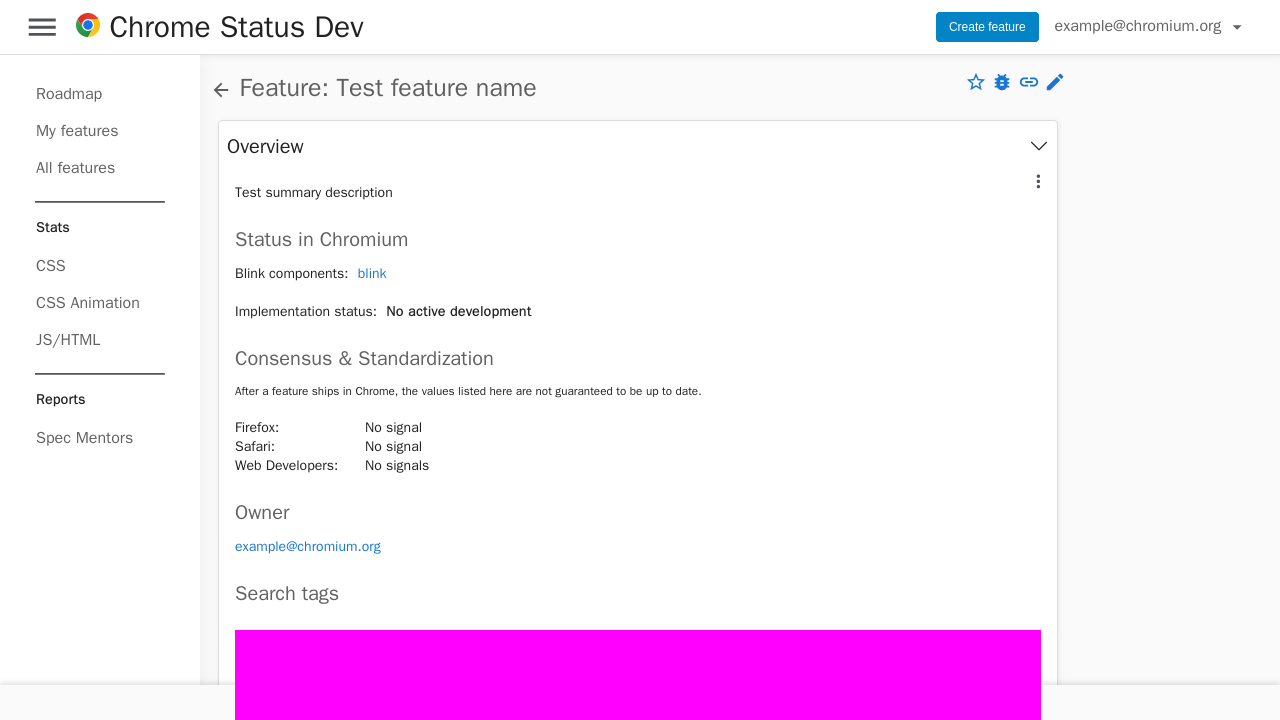 Chrome Status Dev
Create feature
example@chromium.org
Roadmap
My features
All features
Stats
CSS
CSS Animation
JS/HTML
Reports
Spec Mentors
Feature: Test feature name
Overview
Test summary description
Status in Chromium
Blink components: blink
Implementation status: No active development
Consensus & Standardization
After a feature ships in Chrome, the values listed here are not guaranteed to be up to date.
Firefox: No signal
Safari: No signal
Web Developers: No signals
Owner
example@chromium.org
Search tags